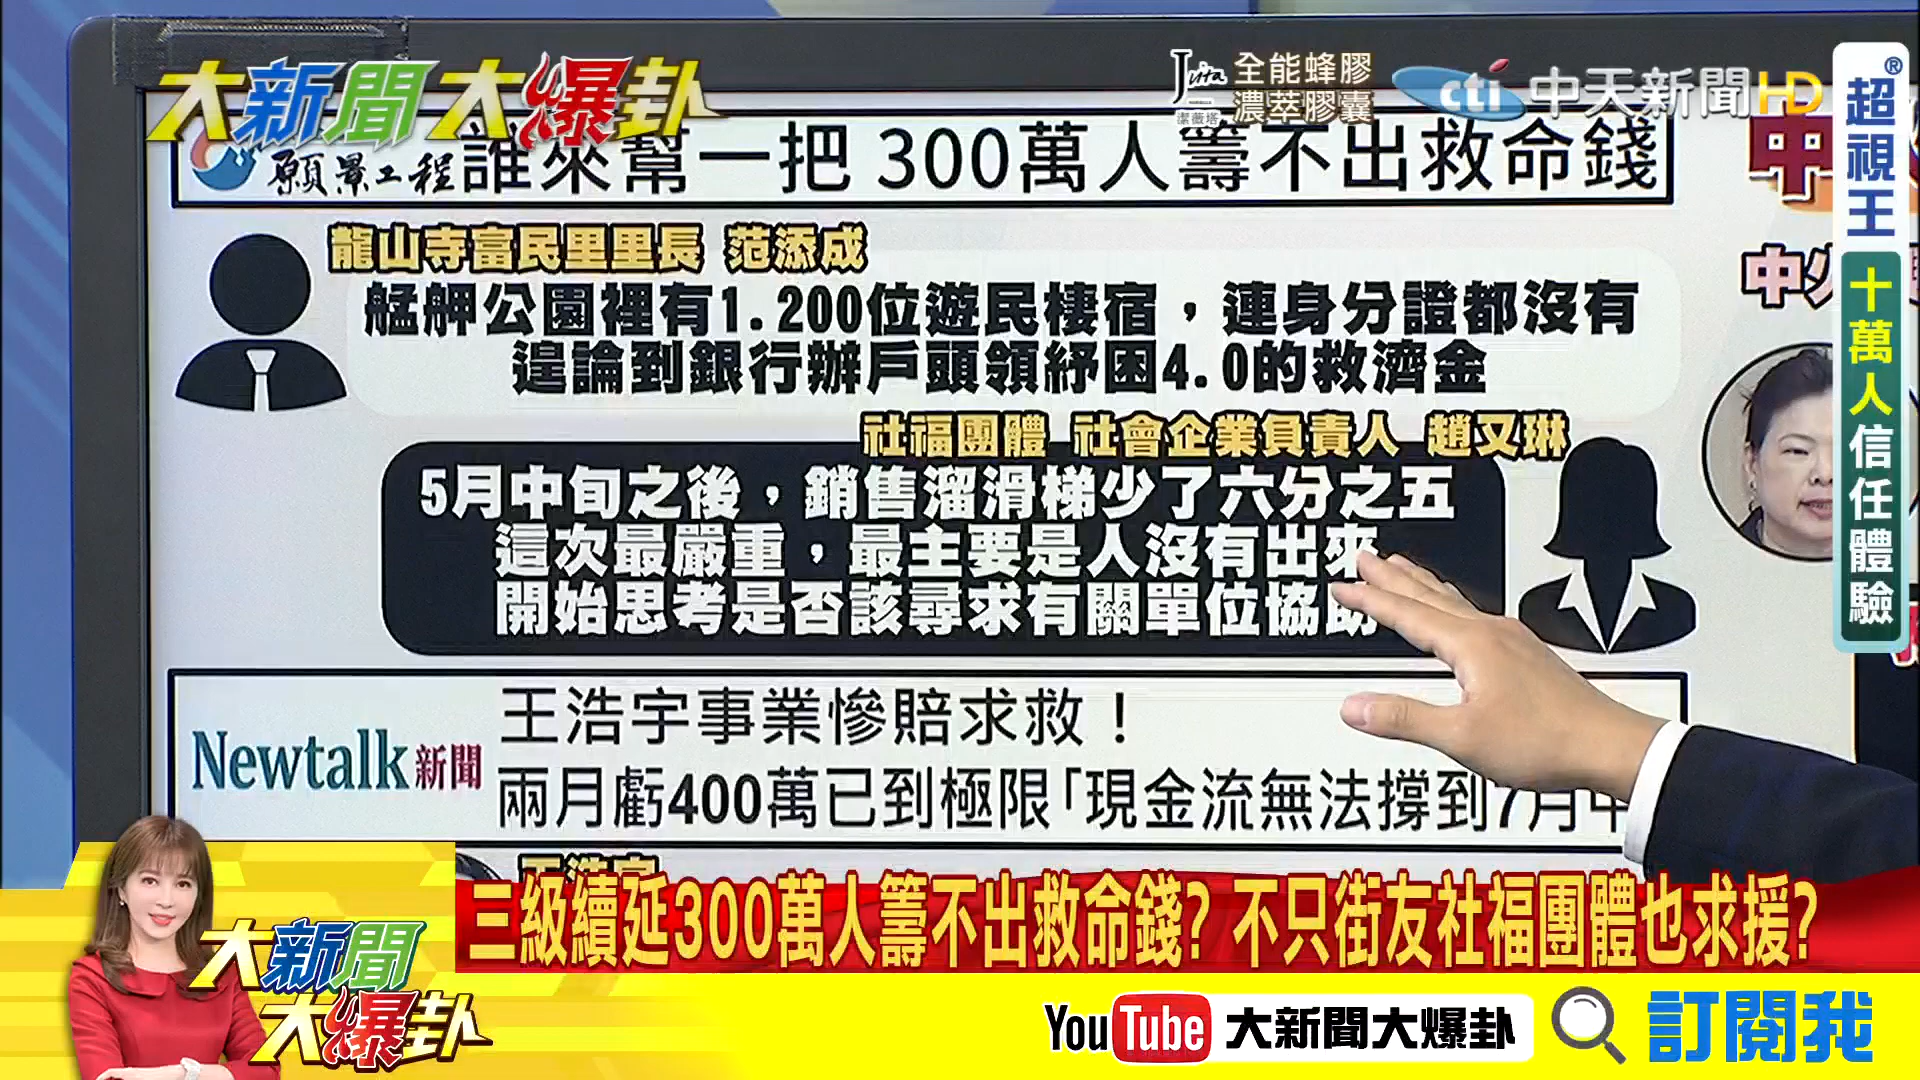 大新聞大爆卦
Jvita
潔薇塔
全能蜂膠
濃萃膠囊
cti 中天新聞HD
超視王®
十萬人信任體驗
願景工程 誰來幫一把 300萬人籌不出救命錢
龍山寺富民里里長 范添成
艋舺公園裡有1.200位遊民棲宿，連身分證都沒有
遑論到銀行辦戶頭領紓困4.0的救濟金
社福團體 社會企業負責人 趙又琳
5月中旬之後，銷售溜滑梯少了六分之五
這次最嚴重，最主要是人沒有出來
開始思考是否該尋求有關單位協助
Newtalk新聞
王浩宇事業慘賠求救！
兩月虧400萬已到極限「現金流無法撐到7月中
王浩宇
三級續延300萬人籌不出救命錢? 不只街友社福團體也求援?
大新聞
大爆卦
YouTube 大新聞大爆卦
訂閱我